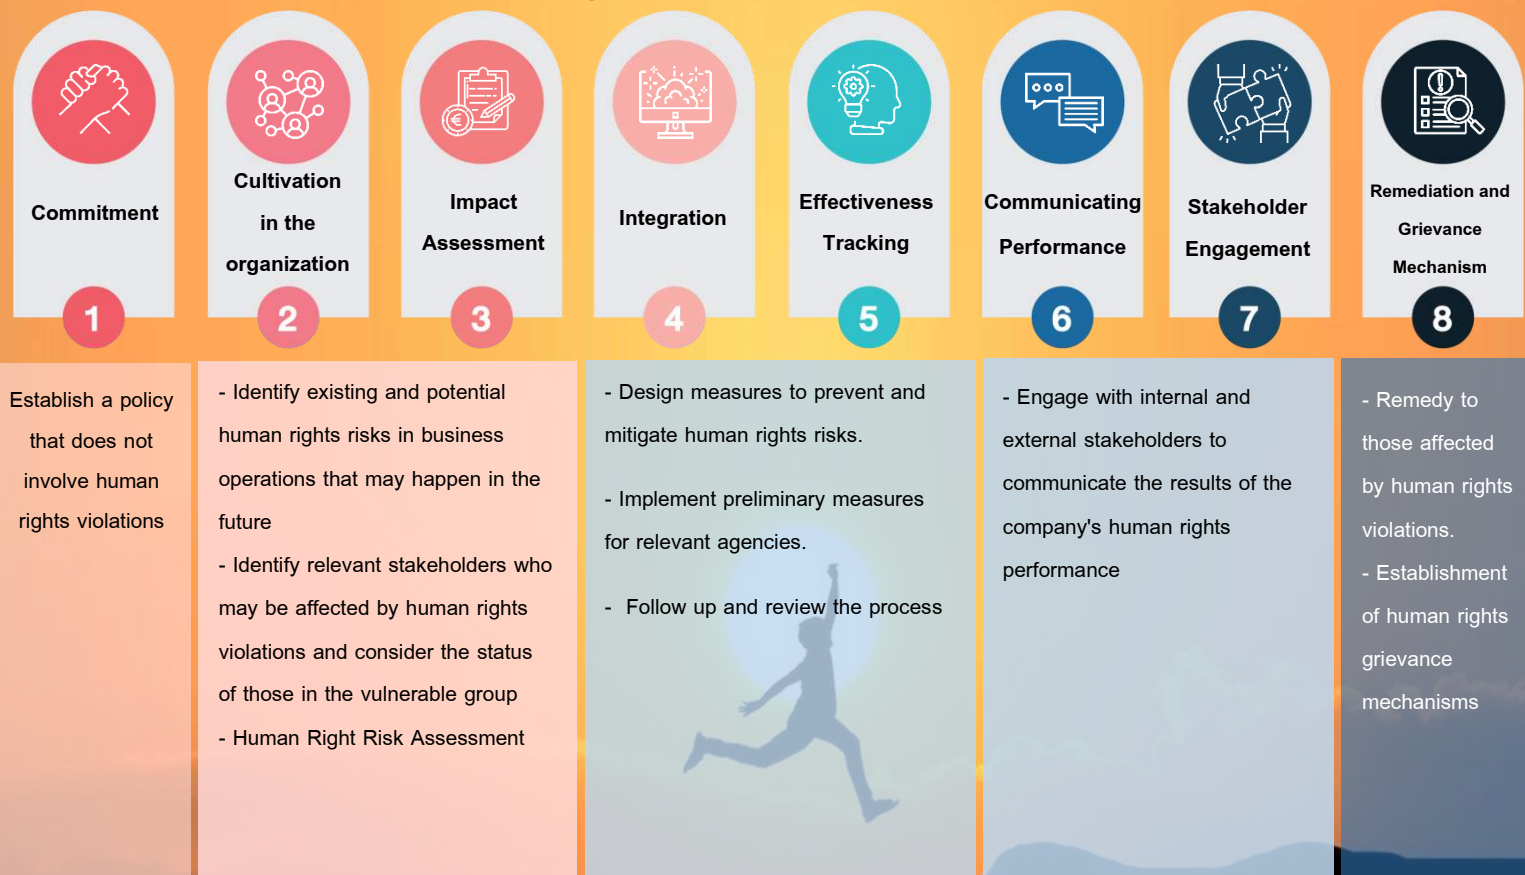 Commitment
1
Cultivation
in the
organization
2
Impact
Assessment
3
Integration
4
Effectiveness
Tracking
5
Communicating
Performance
6
Stakeholder
Engagement
7
Remediation and
Grievance
Mechanism
8
Establish a policy
that does not
involve human
rights violations
- Identify existing and potential
human rights risks in business
operations that may happen in the
future
- Identify relevant stakeholders who
may be affected by human rights
violations and consider the status
of those in the vulnerable group
- Human Right Risk Assessment
- Design measures to prevent and
mitigate human rights risks.
- Implement preliminary measures
for relevant agencies.
- Follow up and review the process
- Engage with internal and
external stakeholders to
communicate the results of the
company's human rights
performance
- Remedy to
those affected
by human rights
violations.
- Establishment
of human rights
grievance
mechanisms